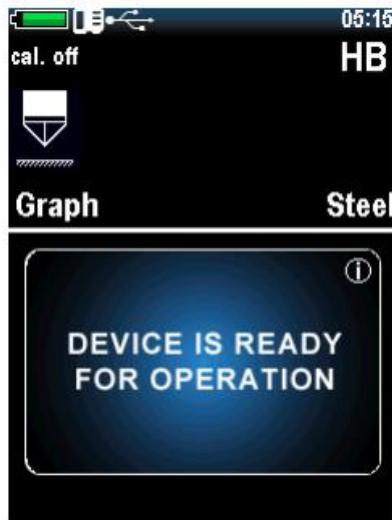 05:15
cal. off
HB
Graph
Steel
DEVICE IS READY
FOR OPERATION